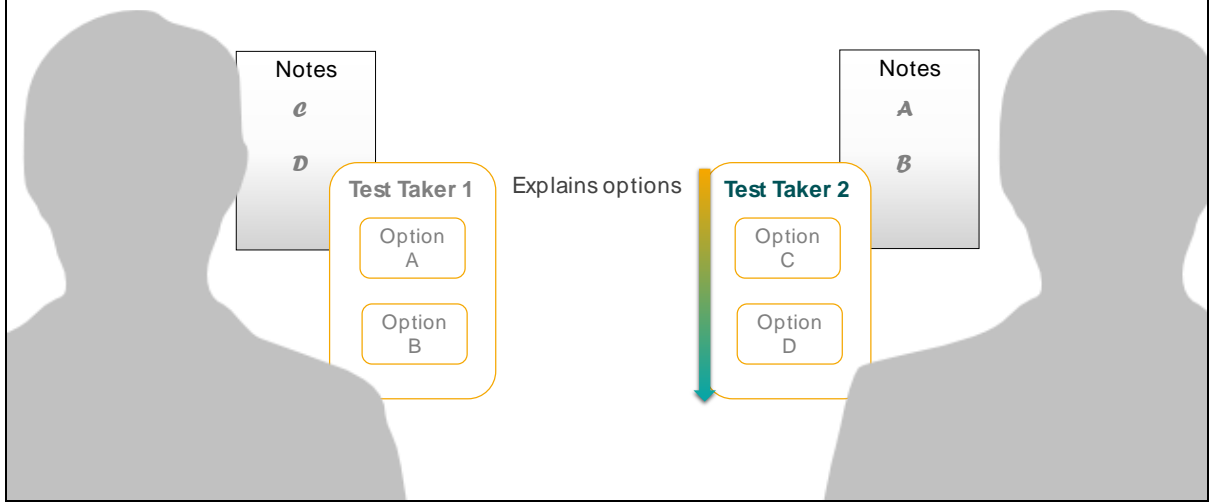 Notes
C
D
Test Taker 1
Option
A
Option
B
Explains options
Notes
A
B
Test Taker 2
Option
C
Option
D